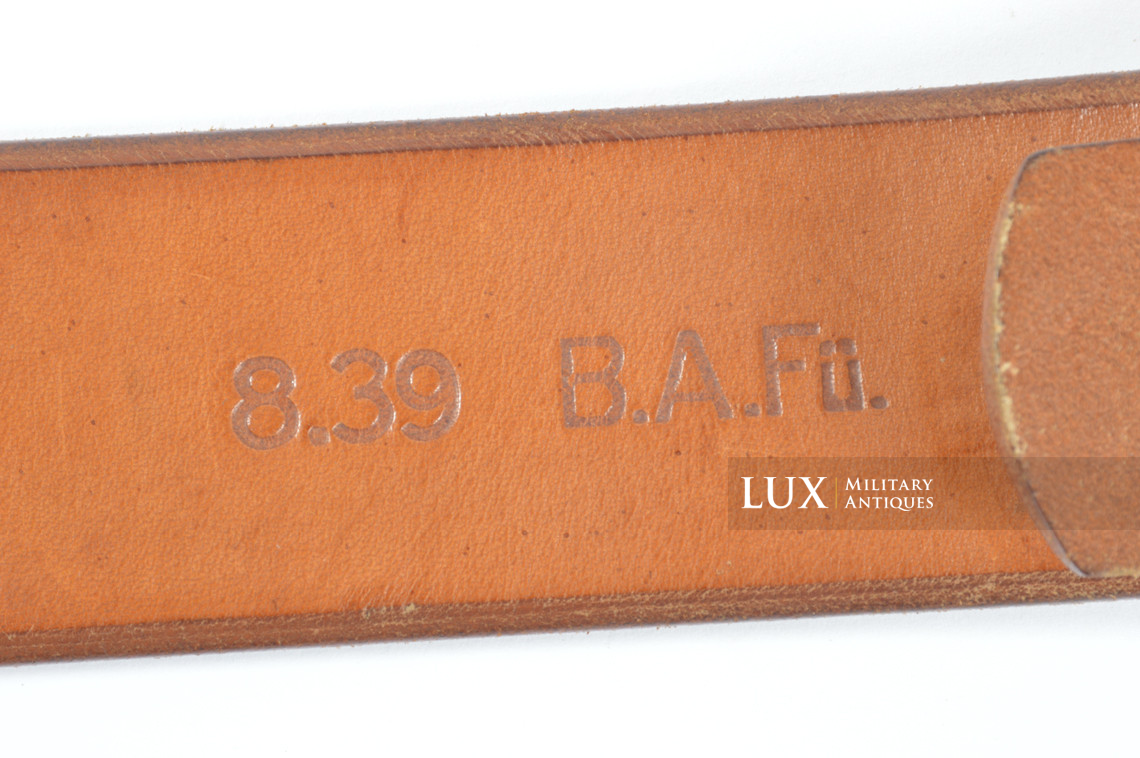 8.39 B.A.Fü.
LUX MILITARY
ANTIQUES